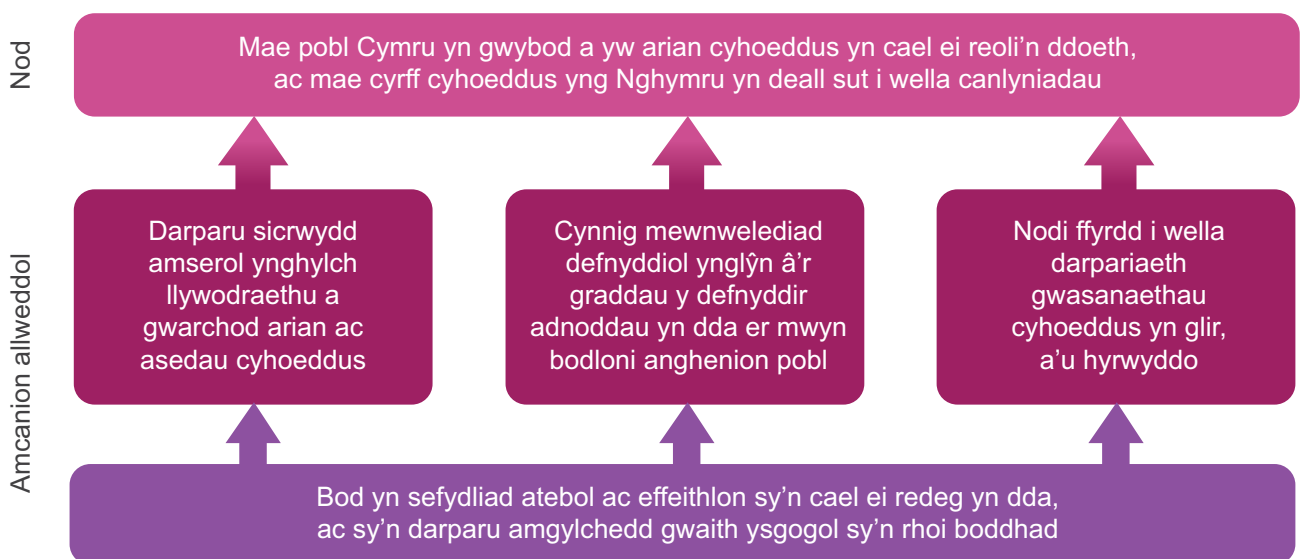 Nod
Mae pobl Cymru yn gwybod a yw arian cyhoeddus yn cael ei reoli’n ddoeth,
ac mae cyrff cyhoeddus yng Nghymru yn deall sut i wella canlyniadau
Amcanion allweddol
Darparu sicrwydd
amserol ynghylch
llywodraethu a
gwarchod arian ac
asedau cyhoeddus
Cynnig mewnwelediad
defnyddiol ynglŷn â’r
graddau y defnyddir
adnoddau yn dda er mwyn
bodloni anghenion pobl
Nodi ffyrdd i wella
darpariaeth
gwasanaethau
cyhoeddus yn glir,
a’u hyrwyddo
Bod yn sefydliad atebol ac effeithlon sy’n cael ei redeg yn dda,
ac sy’n darparu amgylchedd gwaith ysgogol sy’n rhoi boddhad